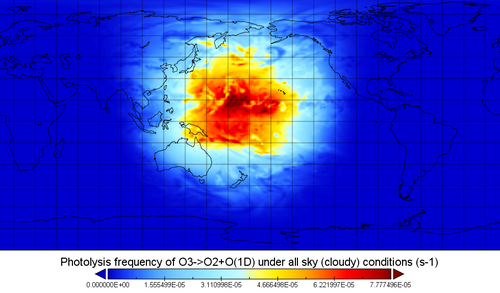 Photolysis frequency of O3->O2+O(1D) under all sky (cloudy) conditions (s-1)
0.000000E+00 1.555499E-05 3.110998E-05 4.666498E-05 6.221997E-05 7.777496E-05